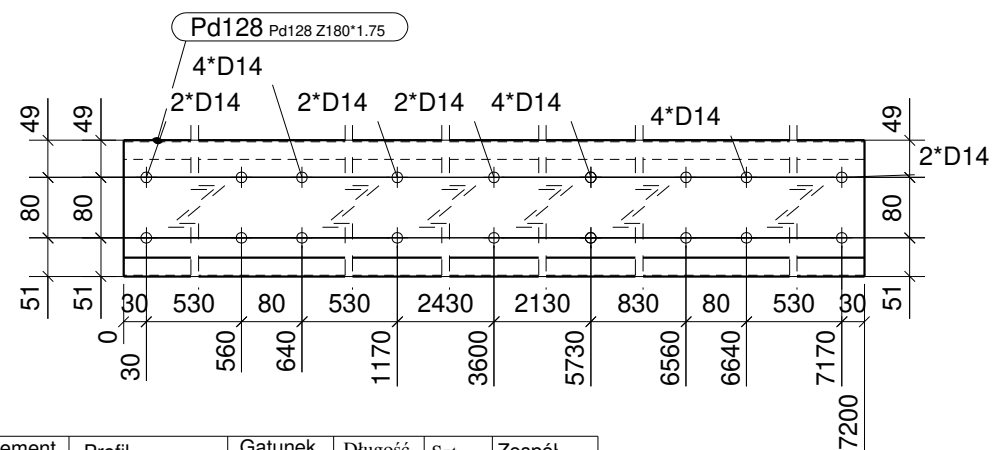 Pd128 Pd128 Z180*1.75
4*D14
2*D14 2*D14 2*D14 4*D14
4*D14
2*D14
49 49 49
80 80 80
51 51 51
30 530 80 530 2430 2130 830 80 530 30
0 30 560 640 1170 3600 5730 6560 6640 7170 7200
ement Profil Gatunek Długość Zespół